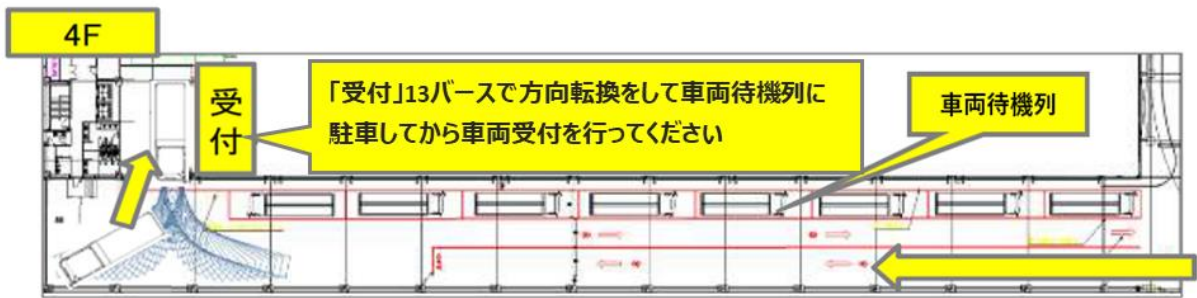 4F
受付
「受付」13バースで方向転換をして車両待機列に
駐車してから車両受付を行ってください
車両待機列